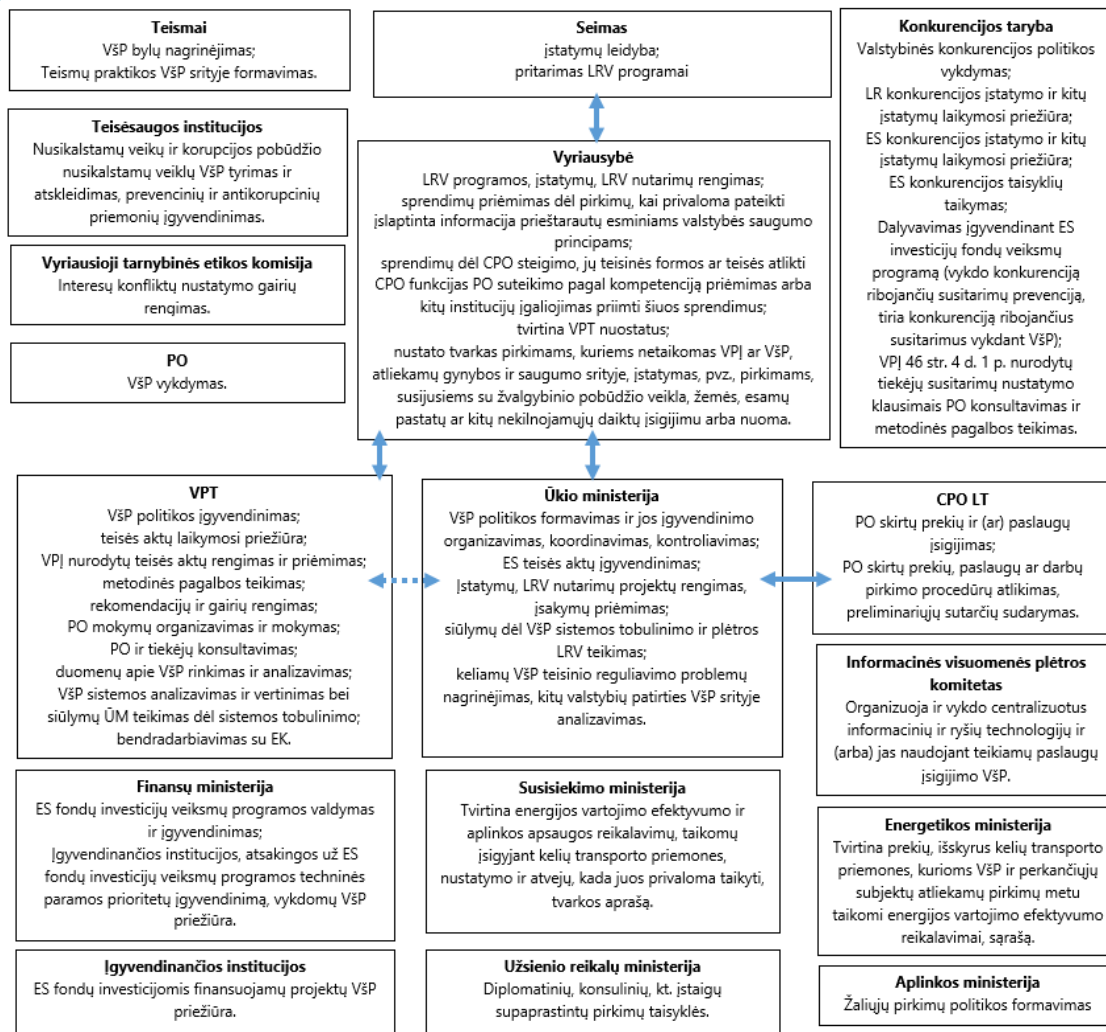 Teismai
VšP bylų nagrinėjimas;
Teismų praktikos VšP srityje formavimas.
Seimas
įstatymų leidyba;
pritarimas LRV programai
Konkurencijos taryba
Valstybinės konkurencijos politikos
vykdymas;
LR konkurencijos įstatymo ir kitų
įstatymų laikymosi priežiūra;
ES konkurencijos įstatymo ir kitų
įstatymų laikymosi priežiūra;
ES konkurencijos taisyklių
taikymas;
Dalyvavimas įgyvendinant ES
investicijų fondų veiksmų
programą (vykdo konkurenciją
ribojančių susitarimų prevenciją,
tiria konkurenciją ribojančius
susitarimus vykdant VšP);
VPĮ 46 str. 4 d. 1 p. nurodytų
tiekėjų susitarimų nustatymo
klausimais PO konsultavimas ir
metodinės pagalbos teikimas.
Teisėsaugos institucijos
Nusikalstamų veikų ir korupcijos pobūdžio
nusikalstamų veiklų VšP tyrimas ir
atskleidimas, prevencinių ir antikorupcinių
priemonių įgyvendinimas.
Vyriausioji tarnybinės etikos komisija
Interesų konfliktų nustatymo gairių
rengimas.
PO
VšP vykdymas.
Vyriausybė
LRV programos, įstatymų, LRV nutarimų rengimas;
sprendimų priėmimas dėl pirkimų, kai privaloma pateikti
įslaptinta informacija prieštarautų esminiams valstybės saugumo
principams;
sprendimų dėl CPO steigimo, jų teisinės formos ar teisės atlikti
CPO funkcijas PO suteikimo pagal kompetenciją priėmimas arba
kitų institucijų įgaliojimas priimti šiuos sprendimus;
tvirtina VPT nuostatus;
nustato tvarkas pirkimams, kuriems netaikomas VPĮ ar VšP,
atliekamų gynybos ir saugumo srityje, įstatymas, pvz., pirkimams,
susijusiems su žvalgybinio pobūdžio veikla, žemės, esamų
pastatų ar kitų nekilnojamųjų daiktų įsigijimu arba nuoma.
VPT
VšP politikos įgyvendinimas;
teisės aktų laikymosi priežiūra;
VPĮ nurodytų teisės aktų rengimas ir priėmimas;
metodinės pagalbos teikimas;
rekomendacijų ir gairių rengimas;
PO mokymų organizavimas ir mokymas;
PO ir tiekėjų konsultavimas;
duomenų apie VšP rinkimas ir analizavimas;
VšP sistemos analizavimas ir vertinimas bei
siūlymų ŪM teikimas dėl sistemos tobulinimo;
bendradarbiavimas su EK.
Ūkio ministerija
VšP politikos formavimas ir jos įgyvendinimo
organizavimas, koordinavimas, kontroliavimas;
ES teisės aktų įgyvendinimas;
Įstatymų, LRV nutarimų projektų rengimas,
įsakymų priėmimas;
siūlymų dėl VšP sistemos tobulinimo ir plėtros
LRV teikimas;
keliamų VšP teisinio reguliavimo problemų
nagrinėjimas, kitų valstybių patirties VšP srityje
analizavimas.
CPO LT
PO skirtų prekių ir (ar) paslaugų
įsigijimas;
PO skirtų prekių, paslaugų ar darbų
pirkimo procedūrų atlikimas,
preliminariųjų sutarčių sudarymas.
Informacinės visuomenės plėtros
komitetas
Organizuoja ir vykdo centralizuotus
informacinių ir ryšių technologijų ir
(arba) jas naudojant teikiamų paslaugų
įsigijimo VšP.
Finansų ministerija
ES fondų investicijų veiksmų programos valdymas
ir įgyvendinimas;
Įgyvendinančios institucijos, atsakingos už ES
fondų investicijų veiksmų programos techninės
paramos prioritetų įgyvendinimą, vykdomų VšP
priežiūra.
Susisiekimo ministerija
Tvirtina energijos vartojimo efektyvumo ir
aplinkos apsaugos reikalavimų, taikomų
įsigyjant kelių transporto priemones,
nustatymo ir atvejų, kada juos privaloma taikyti,
tvarkos aprašą.
Energetikos ministerija
Tvirtina prekių, išskyrus kelių transporto
priemones, kurioms VšP ir perkančiųjų
subjektų atliekamų pirkimų metu
taikomi energijos vartojimo efektyvumo
reikalavimai, sąrašą.
Įgyvendinančios institucijos
ES fondų investicijomis finansuojamų projektų VšP
priežiūra.
Užsienio reikalų ministerija
Diplomatinių, konsulinių, kt. įstaigų
supaprastintų pirkimų taisyklės.
Aplinkos ministerija
Žaliųjų pirkimų politikos formavimas